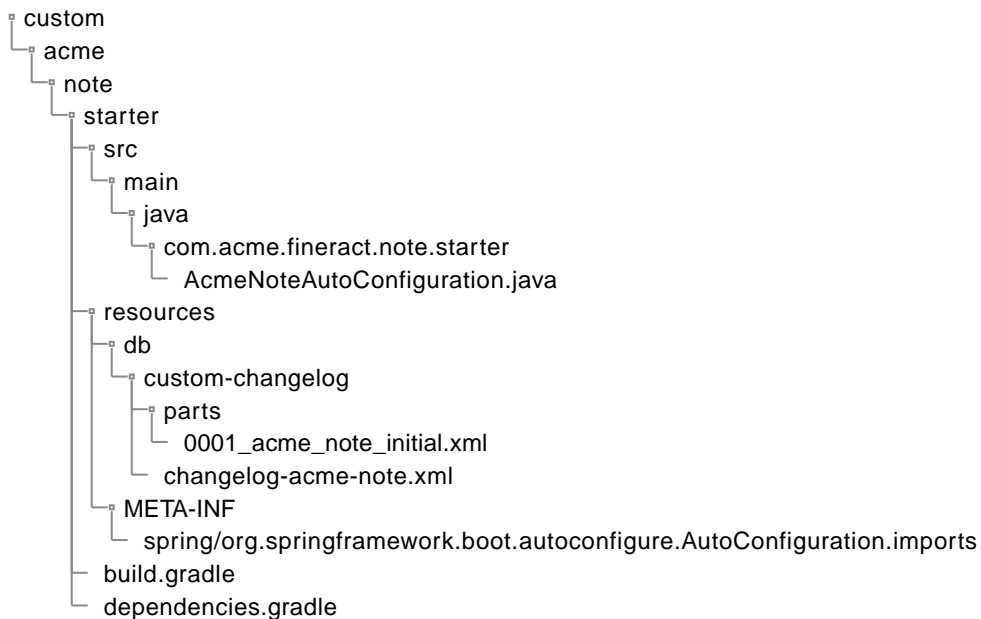 custom
acme
note
starter
src
main
java
com.acme.fineract.note.starter
AcmeNoteAutoConfiguration.java
resources
db
custom-changelog
parts
0001_acme_note_initial.xml
changelog-acme-note.xml
META-INF
spring/org.springframework.boot.autoconfigure.AutoConfiguration.imports
build.gradle
dependencies.gradle